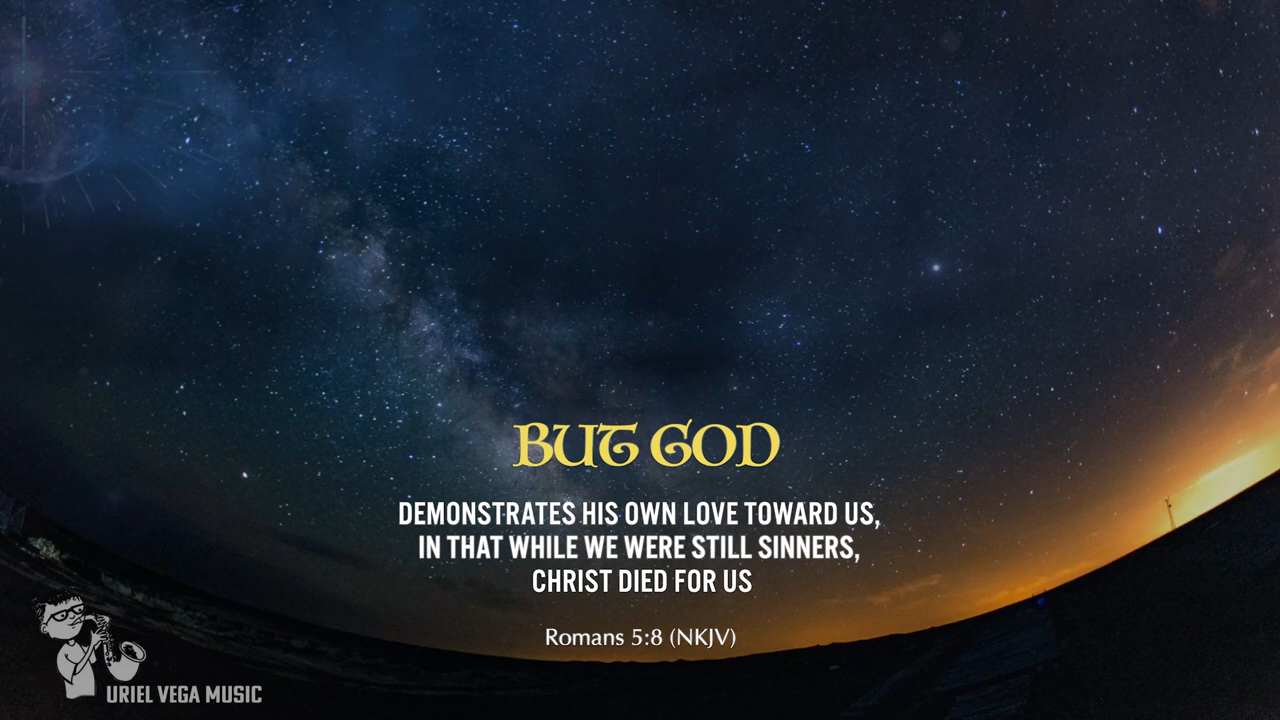 BUT GOD
DEMONSTRATES HIS OWN LOVE TOWARD US,
IN THAT WHILE WE WERE STILL SINNERS,
CHRIST DIED FOR US
Romans 5:8 (NKJV)
URIEL VEGA MUSIC